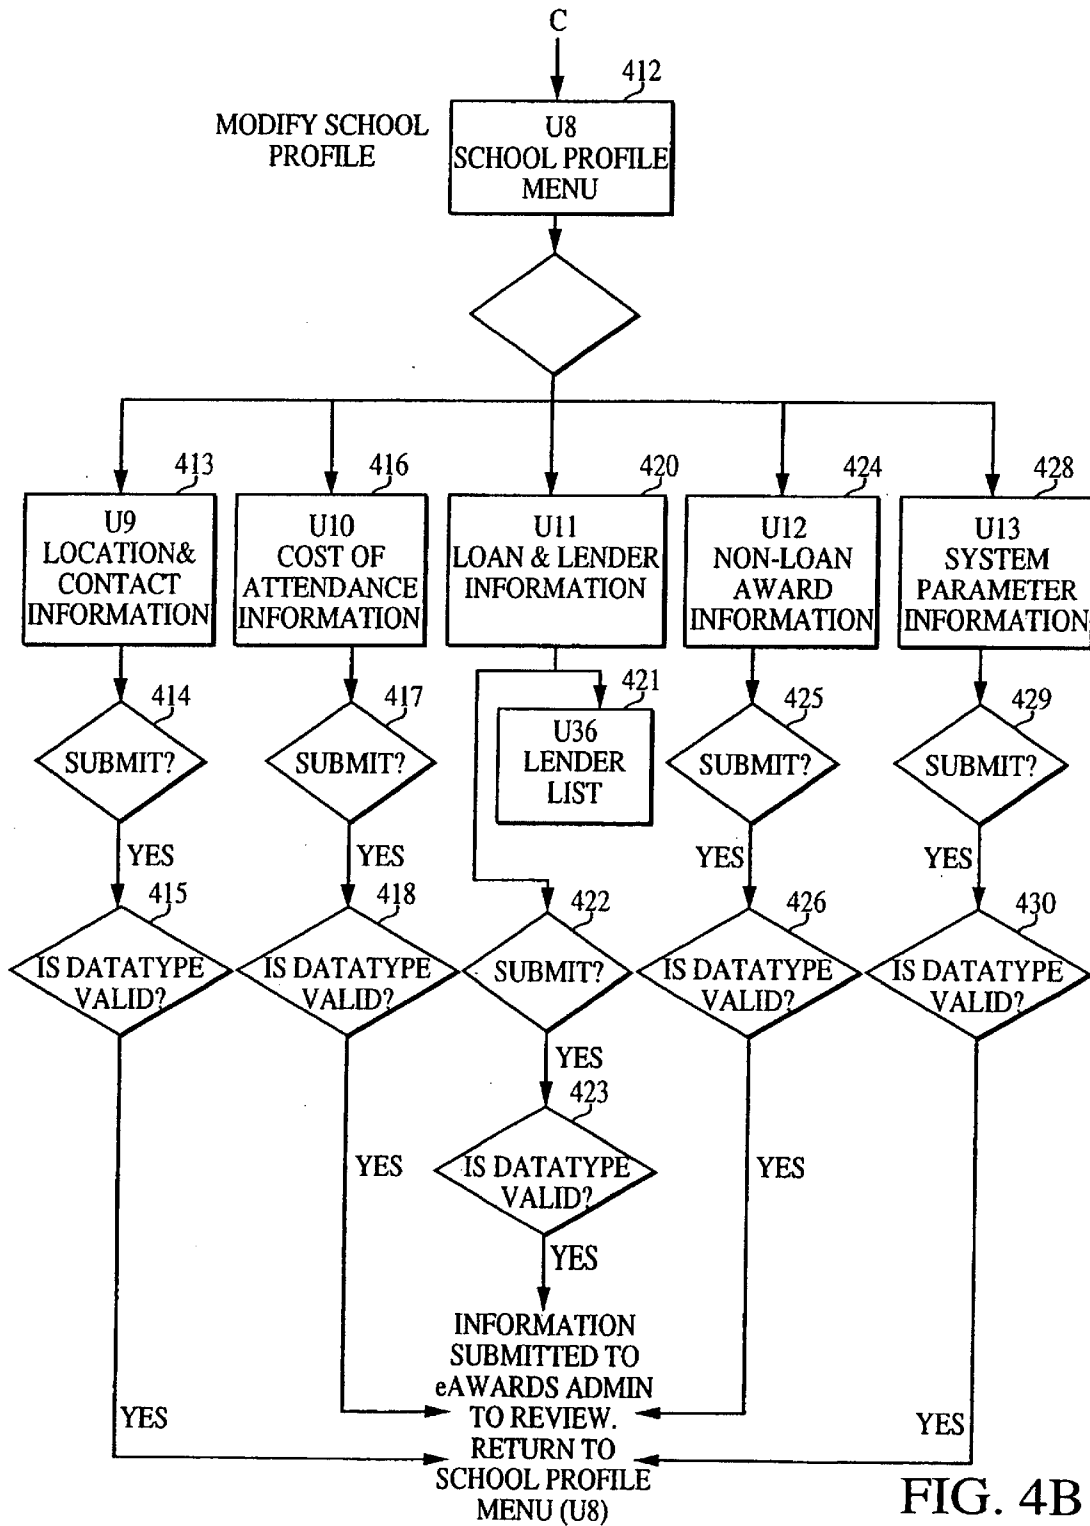 C
412
MODIFY SCHOOL
PROFILE
U8
SCHOOL PROFILE
MENU
413
U9
LOCATION&
CONTACT
INFORMATION
416
U10
COST OF
ATTENDANCE
INFORMATION
420
U11
LOAN & LENDER
INFORMATION
424
U12
NON-LOAN
AWARD
INFORMATION
428
U13
SYSTEM
PARAMETER
INFORMATION
414
SUBMIT?
417
SUBMIT?
421
U36
LENDER
LIST
425
SUBMIT?
429
SUBMIT?
YES
YES
YES
YES
415
IS DATATYPE
VALID?
418
IS DATATYPE
VALID?
422
SUBMIT?
426
IS DATATYPE
VALID?
430
IS DATATYPE
VALID?
YES
423
IS DATATYPE
VALID?
YES
YES
YES
INFORMATION
SUBMITTED TO
eAWARDS ADMIN
TO REVIEW.
RETURN TO
SCHOOL PROFILE
MENU (U8)
YES
YES
FIG. 4B